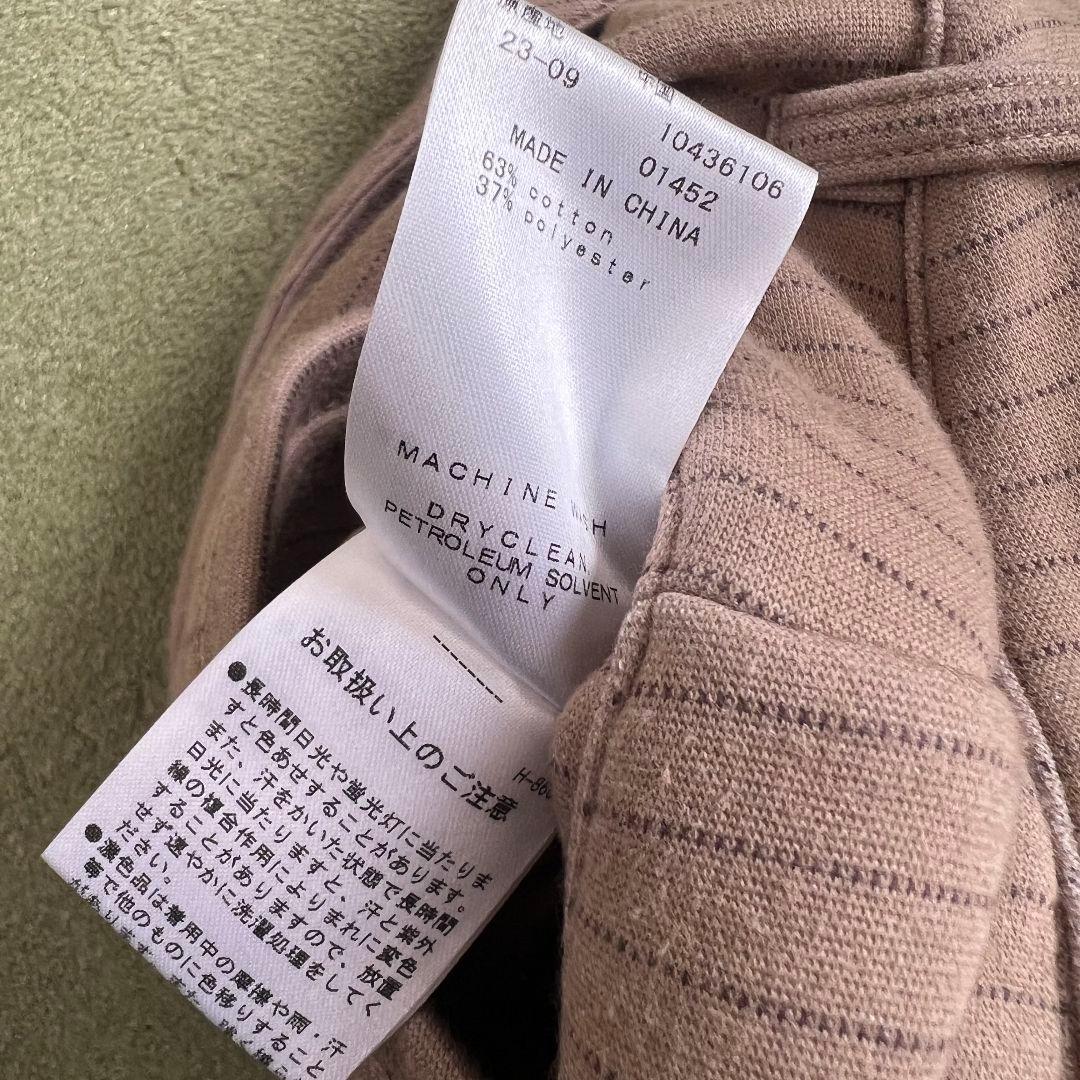 23-09
中国
10436106
01452
MADE IN CHINA
63% cotton
37% polyester
MACHINE
DRYCLEAN,
PETROLEUM SOLVENT
ONLY
お取扱い上のご注意
●長時間日光や蛍光灯に当たりま
すと色あせすることがあります。
また、汗をかいた状態で長時間
日光に当たりますと、汗と紫外
線の複合作用によりまれに変色
することがありますので、放置
せず速やかに洗濯処理をしてく
ださい。
●濃色品は着用中の摩擦や雨・汗
等で他のものに色移りすること